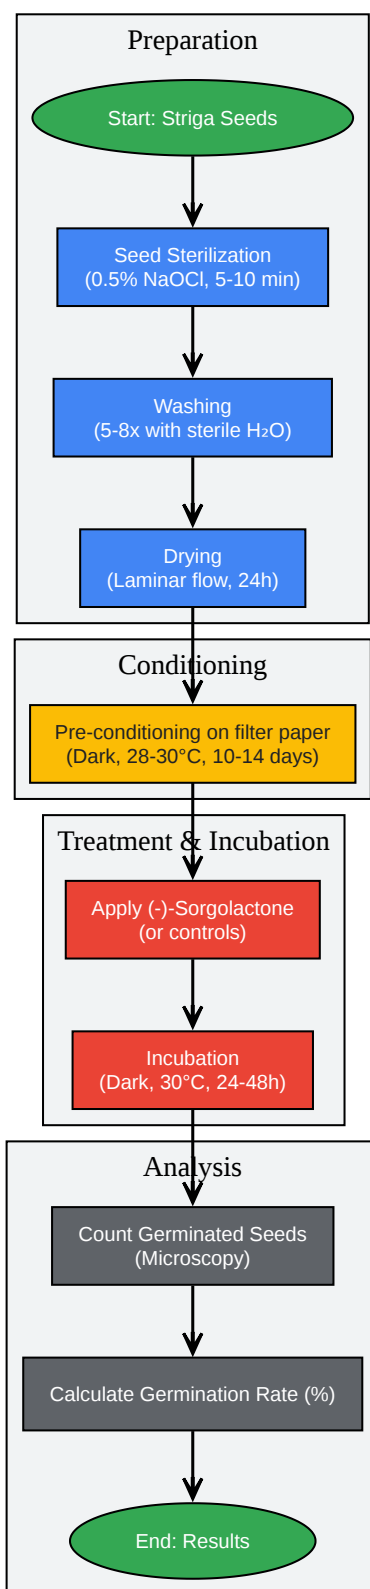 Preparation
Start: Striga Seeds
Seed Sterilization
(0.5% NaOCl, 5-10 min)
Washing
(5-8x with sterile H₂O)
Drying
(Laminar flow, 24h)
Conditioning
Pre-conditioning on filter paper
(Dark, 28-30°C, 10-14 days)
Treatment & Incubation
Apply (-)-Sorgolactone
(or controls)
Incubation
(Dark, 30°C, 24-48h)
Analysis
Count Germinated Seeds
(Microscopy)
Calculate Germination Rate (%)
End: Results